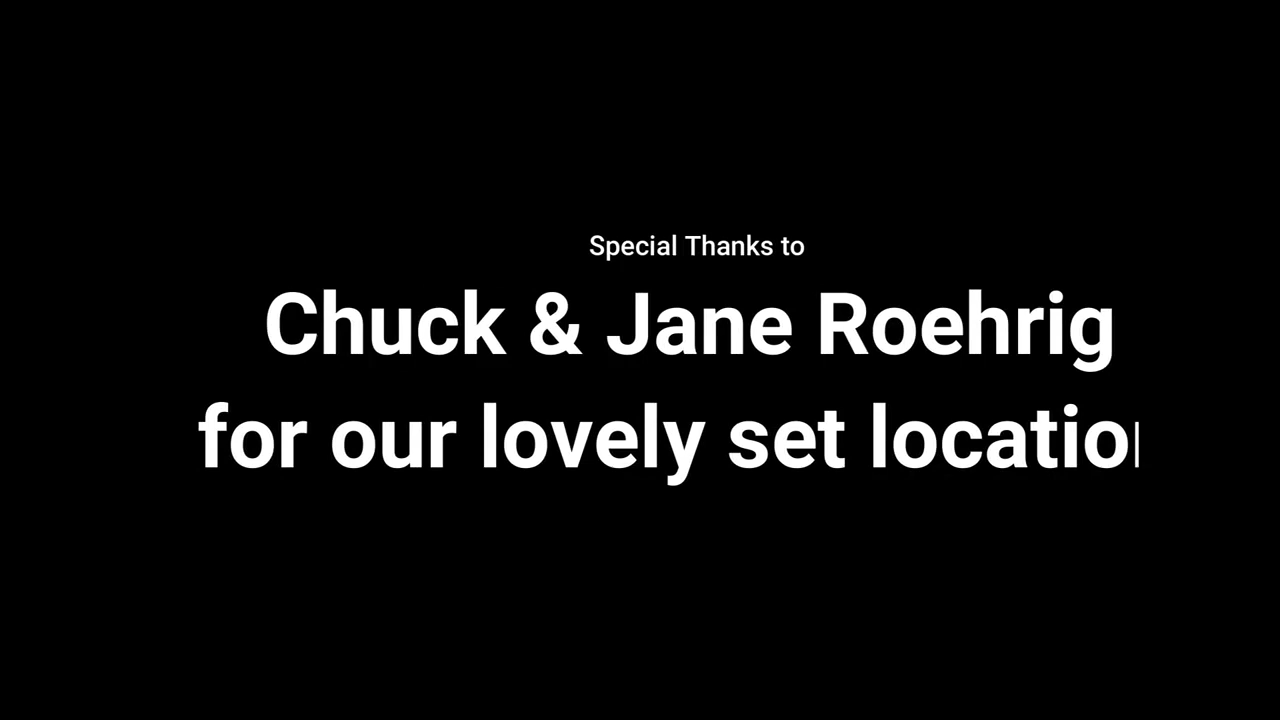 Special Thanks to
Chuck & Jane Roehrig
for our lovely set locatio